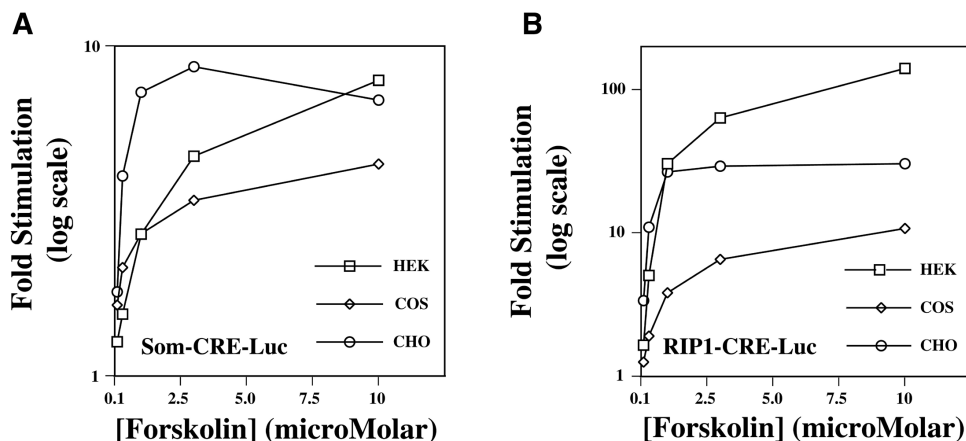 A
10
1
Fold Stimulation
(log scale)
HEK
COS
CHO
Som-CRE-Luc
0.1
2.5
5.0
7.5
10
[Forskolin] (microMolar)
B
100
10
1
Fold Stimulation
(log scale)
HEK
COS
CHO
RIP1-CRE-Luc
0.1
2.5
5.0
7.5
10
[Forskolin] (microMolar)